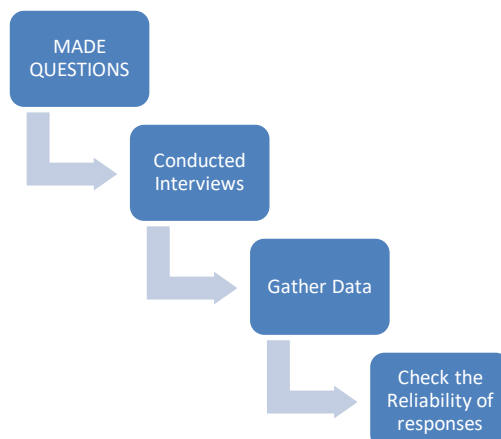 MADE
QUESTIONS
Conducted
Interviews
Gather Data
Check the
Reliability of
responses